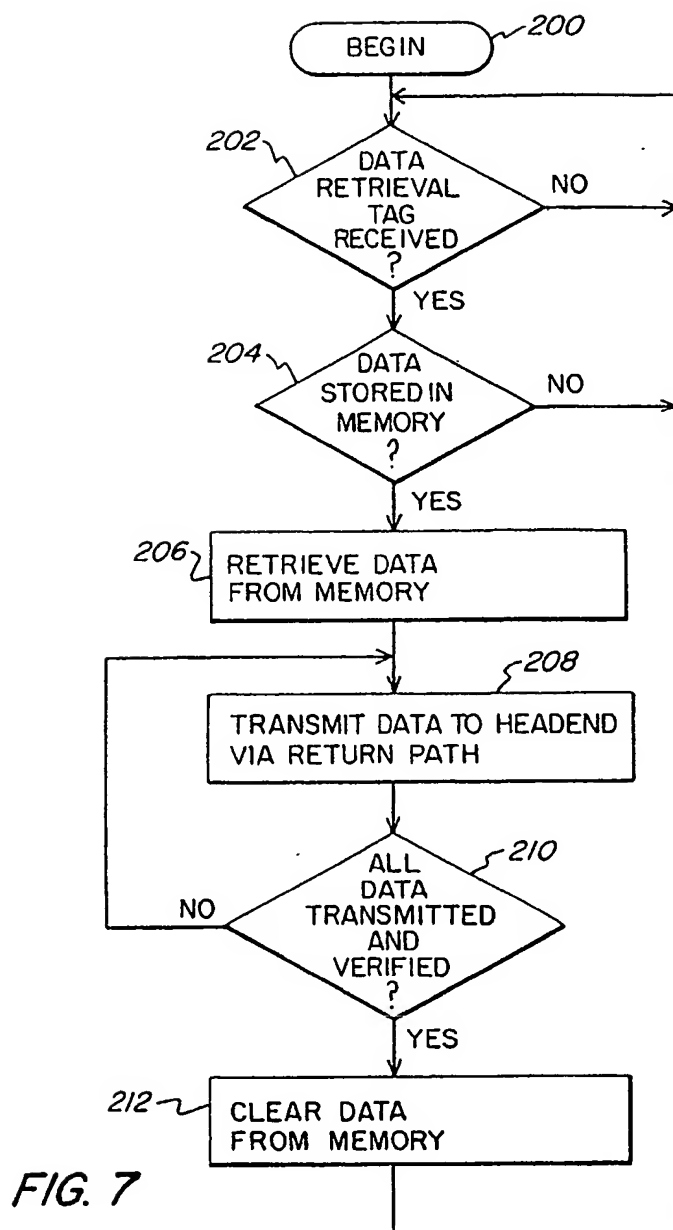 BEGIN
200
202
DATA
RETRIEVAL
TAG
RECEIVED
?
NO
YES
204
DATA
STORED IN
MEMORY
?
NO
YES
206
RETRIEVE DATA
FROM MEMORY
208
TRANSMIT DATA TO HEADEND
VIA RETURN PATH
210
ALL
DATA
TRANSMITTED
AND
VERIFIED
?
NO
YES
212
CLEAR DATA
FROM MEMORY
FIG. 7